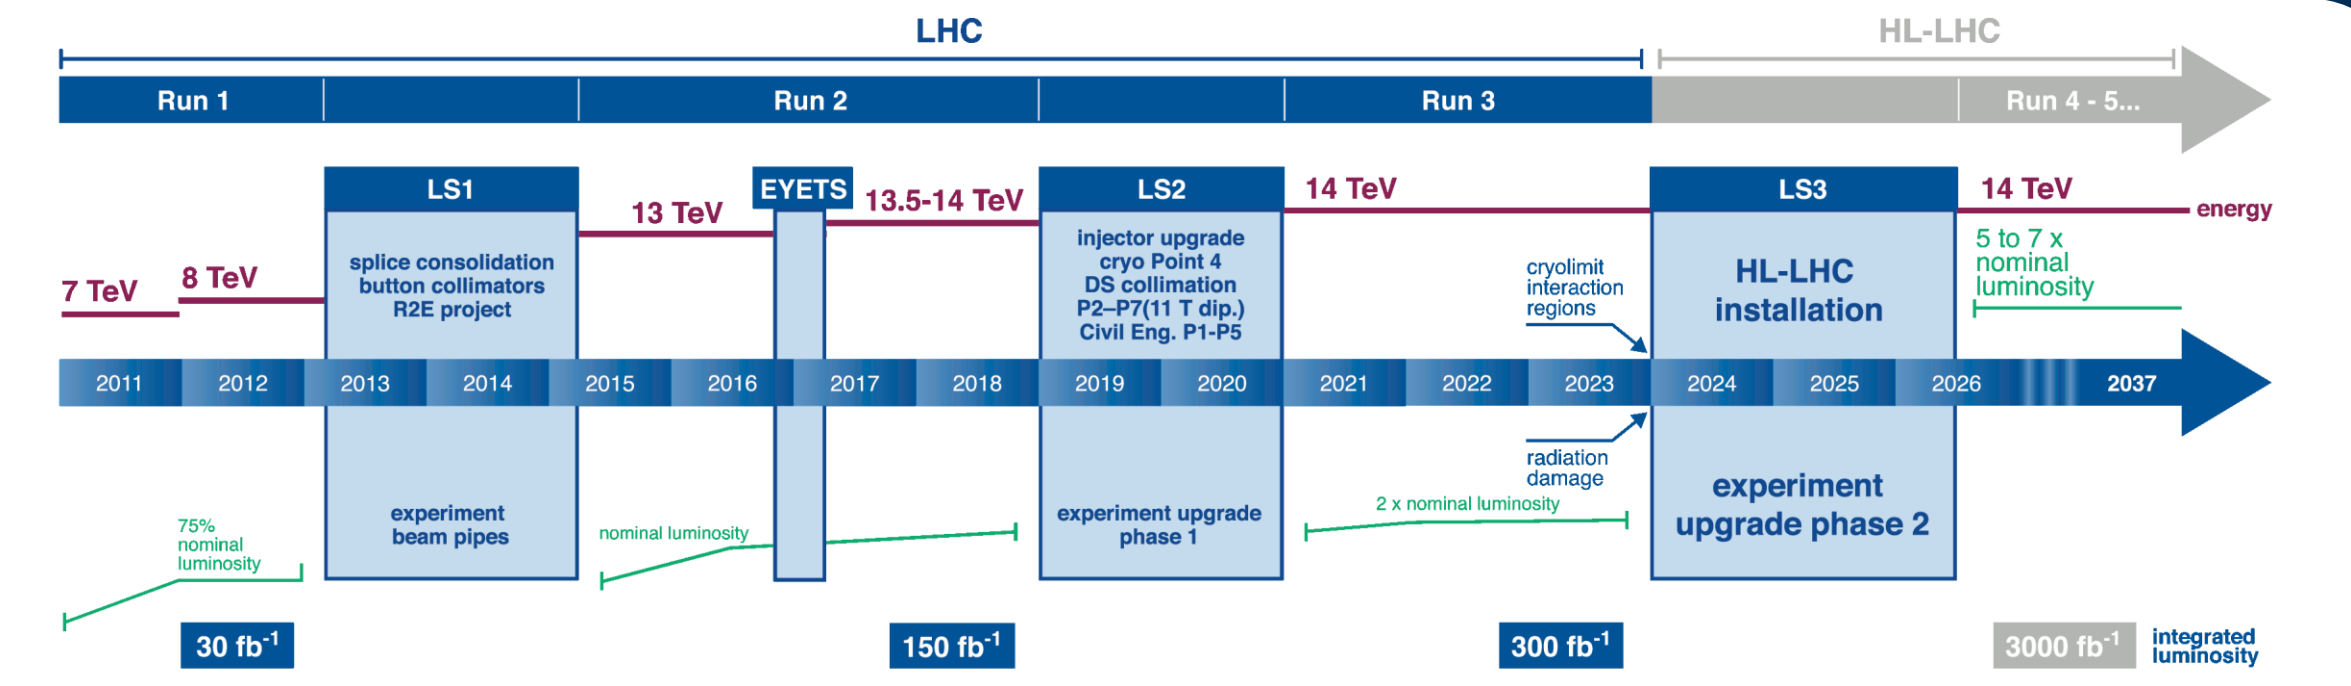 LHC
HL-LHC
Run 1
Run 2
Run 3
Run 4 - 5...
LS1
EYETS
13.5-14 TeV
LS2
14 TeV
LS3
14 TeV
energy
13 TeV
7 TeV
8 TeV
splice consolidation
button collimators
R2E project
injector upgrade
cryo Point 4
DS collimation
P2–P7(11 T dip.)
Civil Eng. P1-P5
cryolimit
interaction
regions
HL-LHC
installation
5 to 7 x
nominal
luminosity
2011
2012
2013
2014
2015
2016
2017
2018
2019
2020
2021
2022
2023
2024
2025
2026
2037
radiation
damage
75%
nominal
luminosity
experiment
beam pipes
nominal luminosity
experiment upgrade
phase 1
2 x nominal luminosity
experiment
upgrade phase 2
30 fb⁻¹
150 fb⁻¹
300 fb⁻¹
3000 fb⁻¹
integrated
luminosity